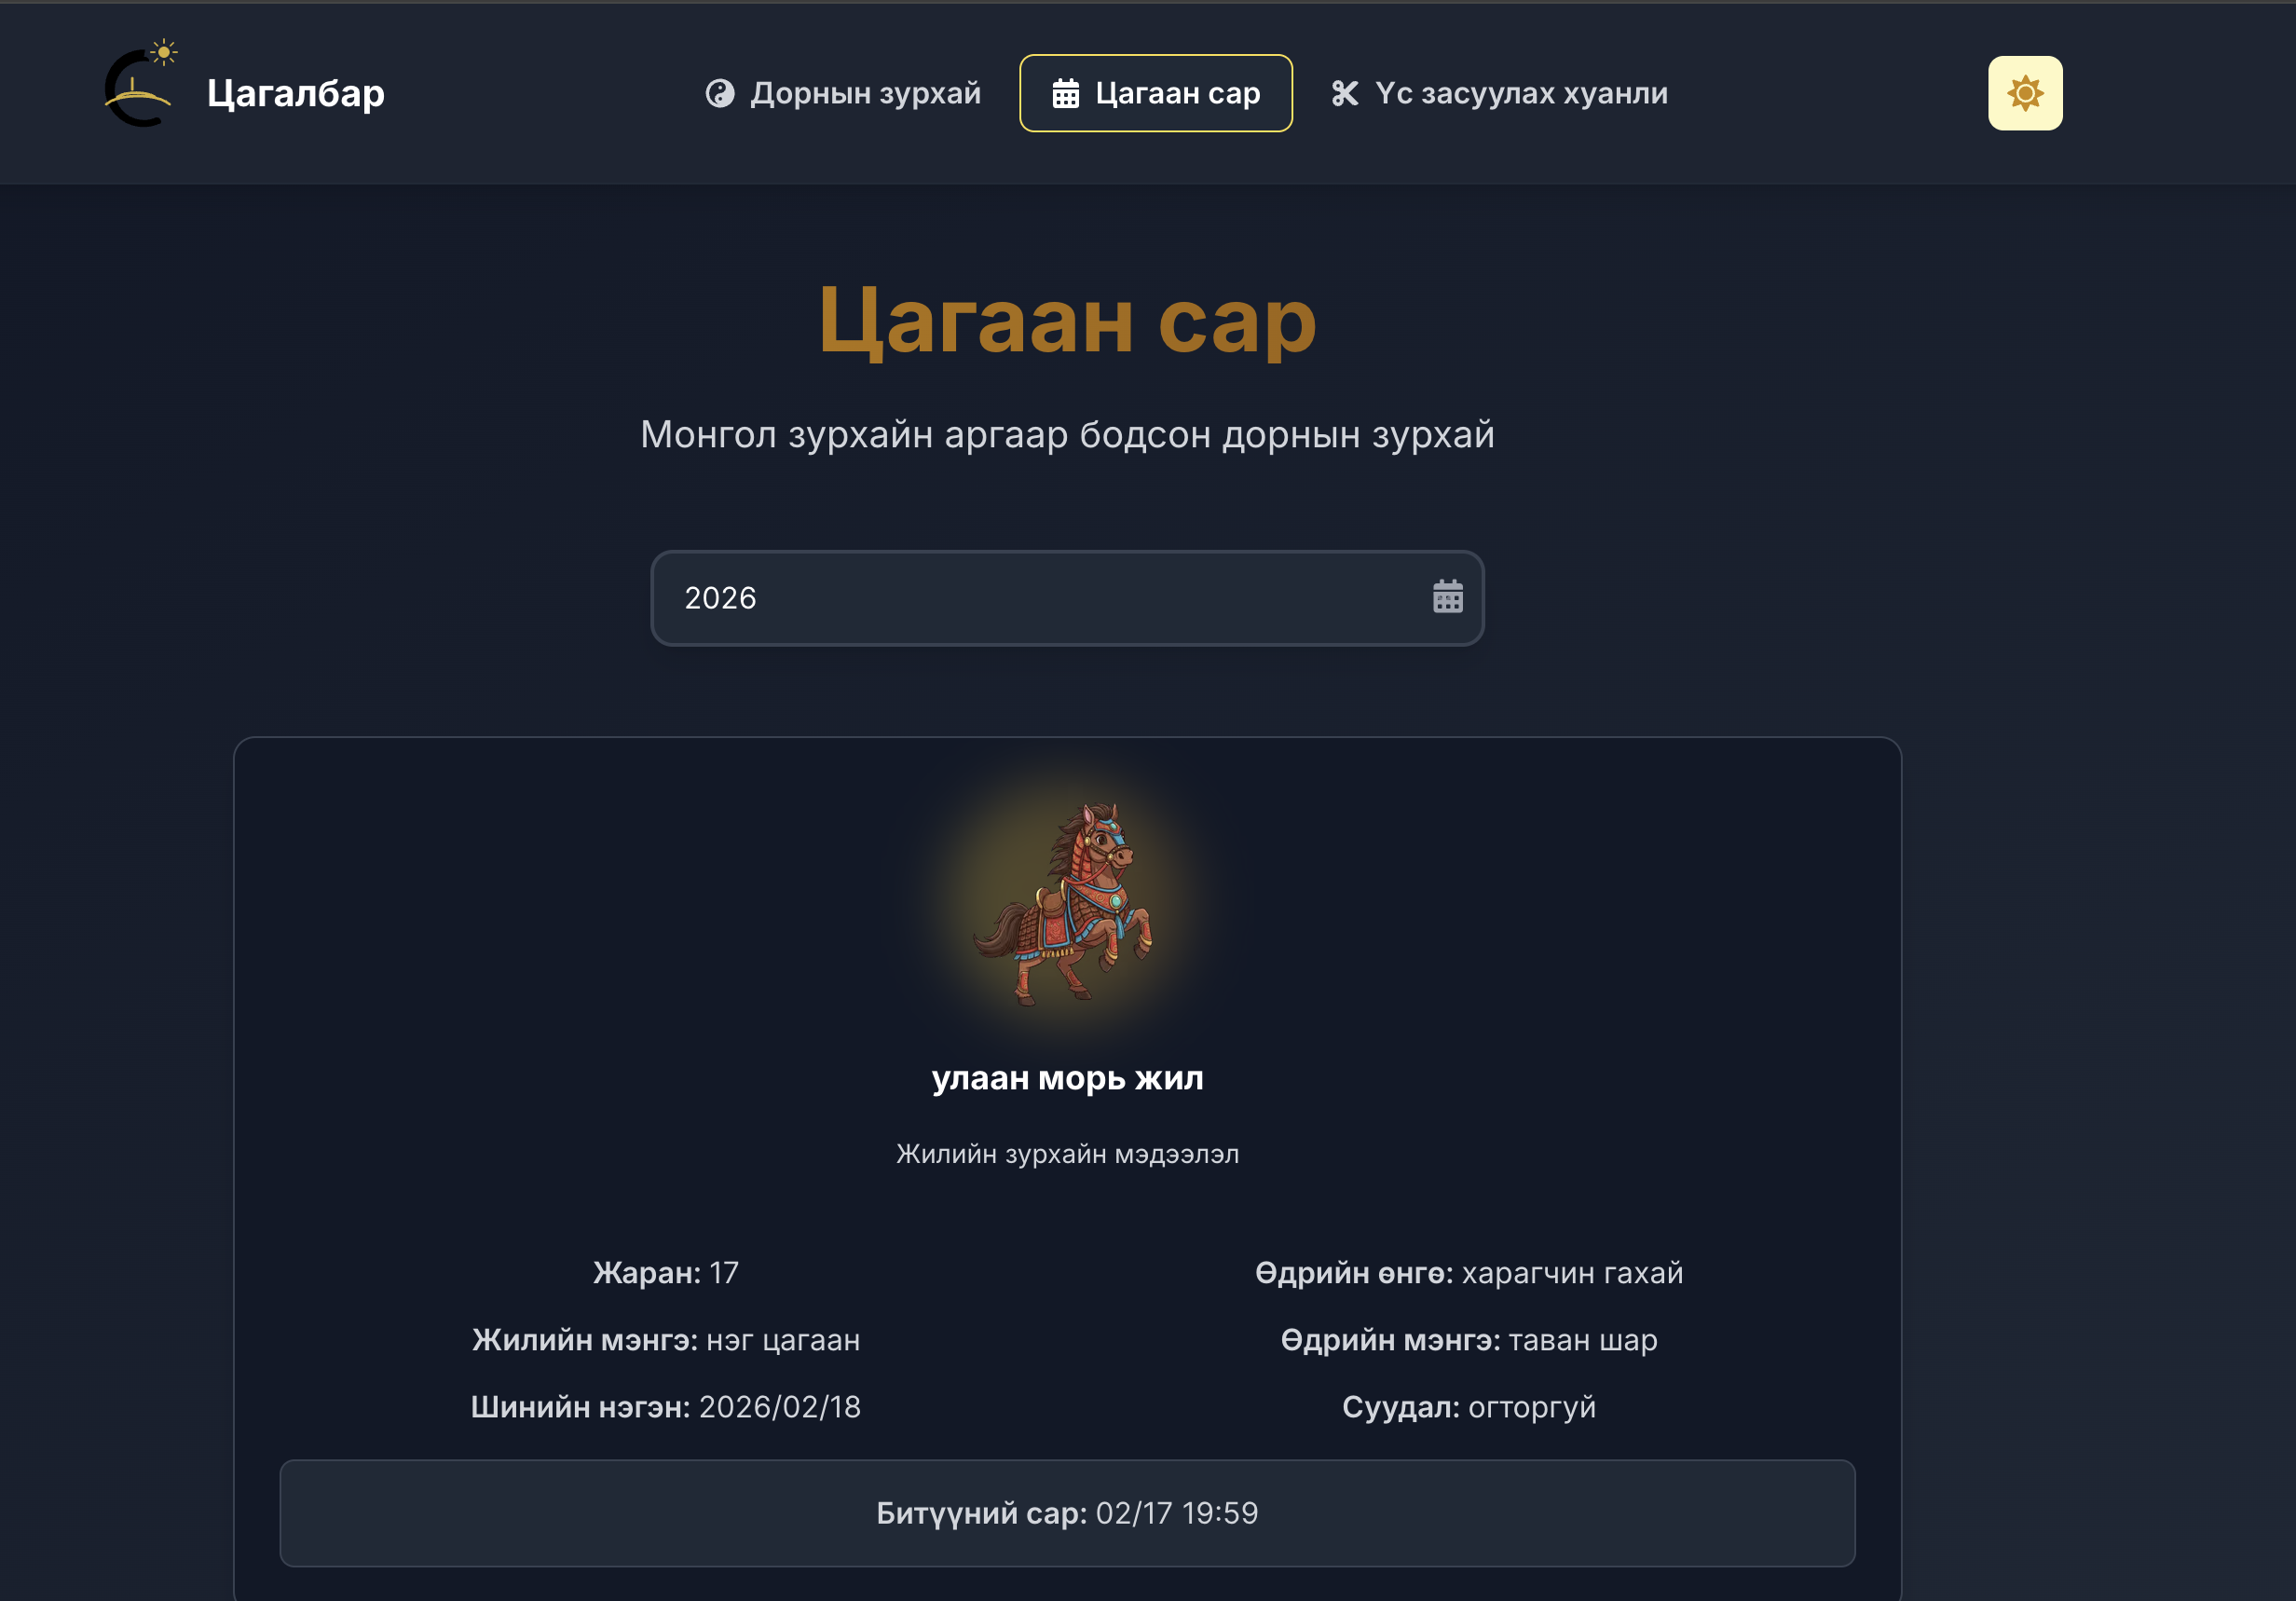 Цагалбар
Дорнын зурхай
Цагаан сар
Үс засуулах хуанли
Цагаан сар
Монгол зурхайн аргаар бодсон дорнын зурхай
2026
улаан морь жил
Жилийн зурхайн мэдээлэл
Жаран: 17
Жилийн мэнгэ: нэг цагаан
Шинийн нэгэн: 2026/02/18
Өдрийн өнгө: харагчин гахай
Өдрийн мэнгэ: таван шар
Суудал: огторгуй
Битүүний сар: 02/17 19:59